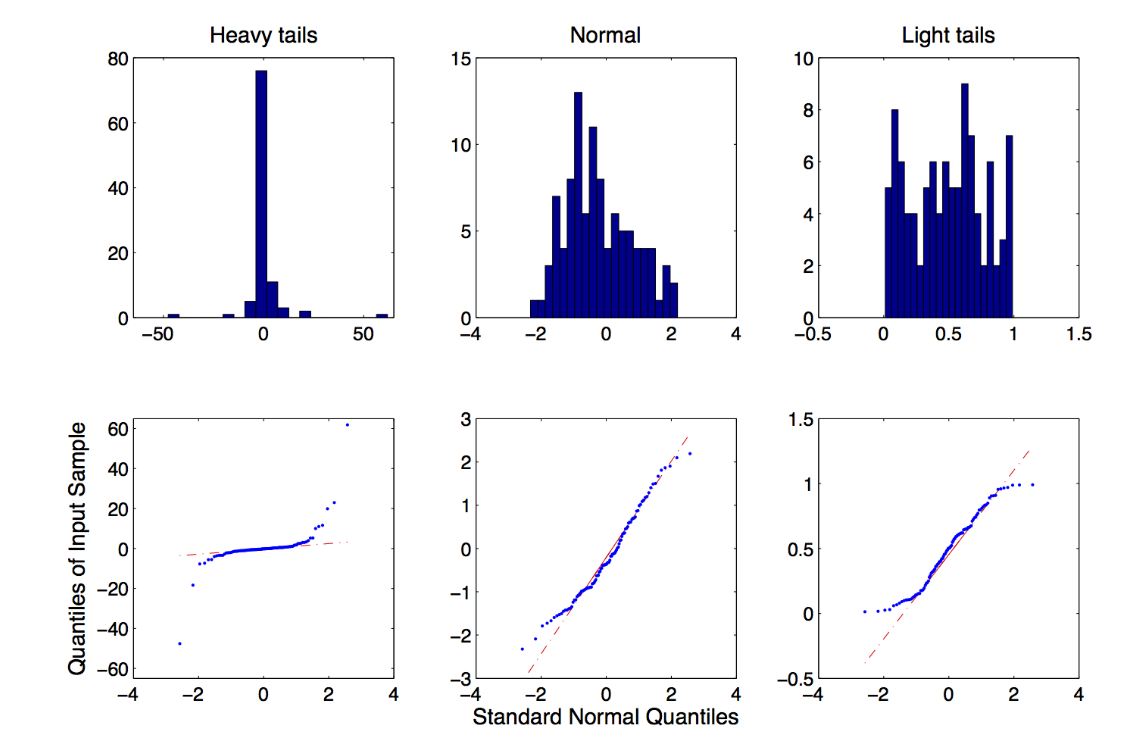 Heavy tails Normal Light tails
80 15 10
60 10 8
40 5 6
20 0 4
0 2
0
−50 0 50 −4 −2 0 2 4 −0.5 0 0.5 1 1.5
60 3 1.5
40 2 1
20 1 0.5
0 0 0
−20 −1 −0.5
−40 −2
−60 −3
Quantiles of Input Sample
−4 −2 0 2 4 −4 −2 0 2 4 −4 −2 0 2 4
Standard Normal Quantiles